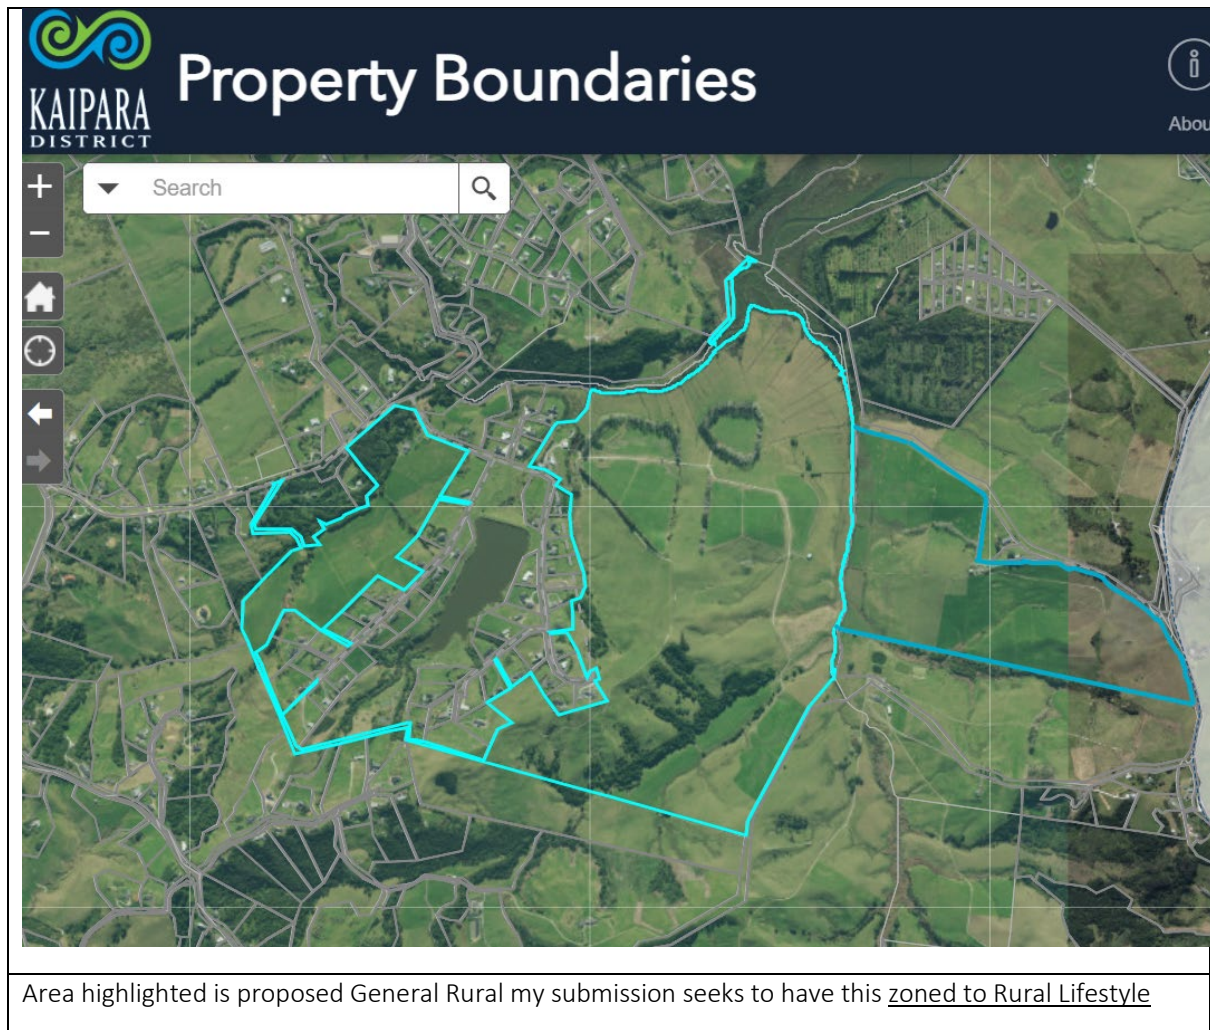 KAIPARA
DISTRICT
Property Boundaries
Abou
Search
Area highlighted is proposed General Rural my submission seeks to have this zoned to Rural Lifestyle